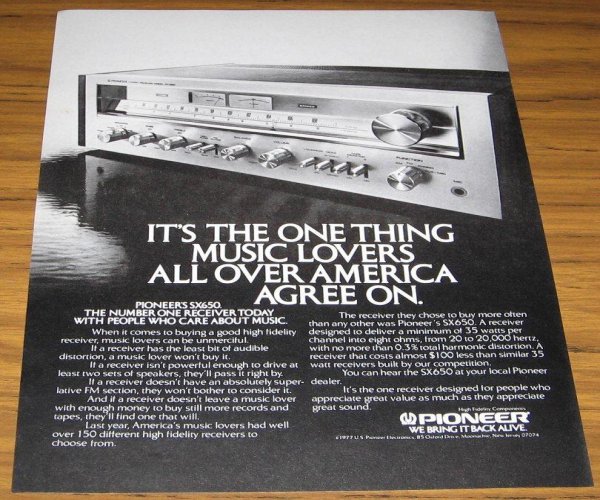 PIONEER
IT'S THE ONE THING
MUSIC LOVERS
ALL OVER AMERICA
AGREE ON.
PIONEER'S SX650.
THE NUMBER ONE RECEIVER TODAY
WITH PEOPLE WHO CARE ABOUT MUSIC.
When it comes to buying a good high fidelity
receiver, music lovers can be unmerciful.
If a receiver has the least bit of audible
distortion, a music lover won't buy it.
If a receiver isn't powerful enough to drive at
least two sets of speakers, they'll pass it right by.
If a receiver doesn't have an absolutely super-
lative FM section, they won't bother to consider it.
And if a receiver doesn't leave a music lover
with enough money to buy still more records and
tapes, they'll find one that will.
Last year, America's music lovers had well
over 150 different high fidelity receivers to
choose from.
The receiver they chose to buy more often
than any other was Pioneer's SX650. A receiver
designed to deliver a minimum of 35 watts per
channel into eight ohms, from 20 to 20,000 hertz,
with no more than 0.3% total harmonic distortion. A
receiver that costs almost $100 less than similar 35
watt receivers built by our competition.
You can hear the SX650 at your local Pioneer
dealer.
It's the one receiver designed for people who
appreciate great value as much as they appreciate
great sound.
High Fidelity Components
PIONEER
WE BRING IT BACK ALIVE.
©1977 U.S. Pioneer Electronics, 85 Oxford Drive, Moonachie, New Jersey 07074